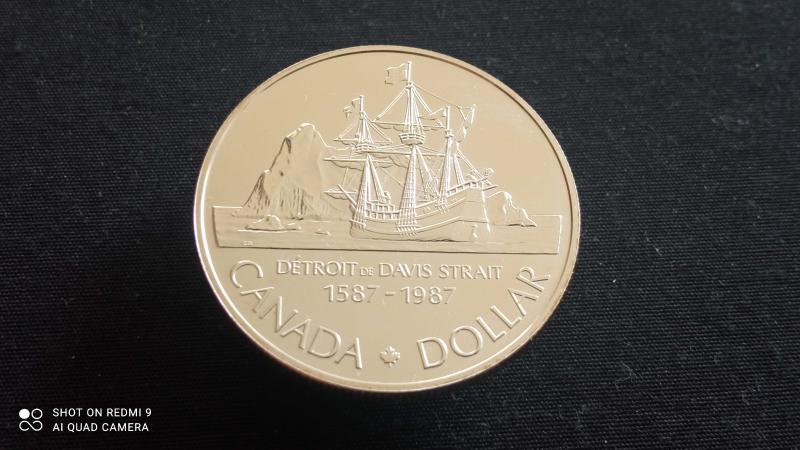 DÉTROIT DE DAVIS STRAIT
1587-1987
CANADA DOLLAR
SHOT ON REDMI 9
AI QUAD CAMERA